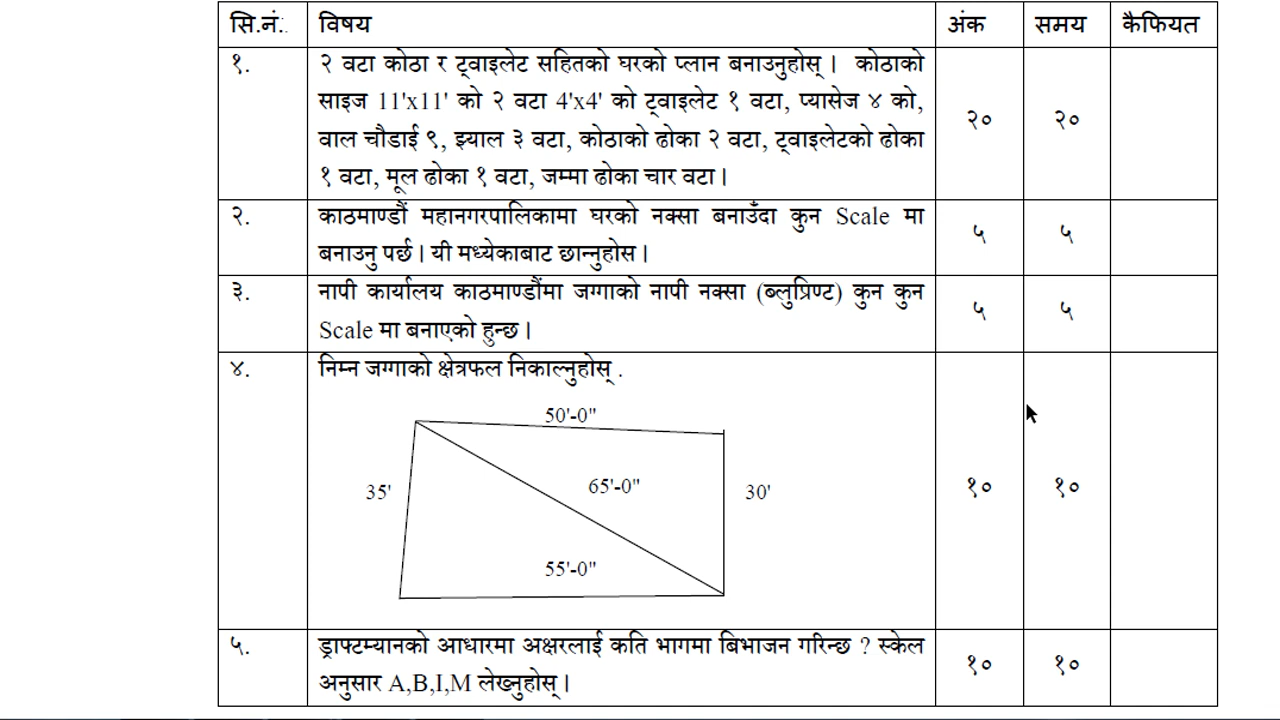 सि.नं.: विषय अंक समय कैफियत
१. २ वटा कोठा र ट्वाइलेट सहितको घरको प्लान बनाउनुहोस् । कोठाको
साइज 11'x11' को २ वटा 4'x4' को ट्वाइलेट १ वटा, प्यासेज ४ को,
वाल चौडाई ९, झ्याल ३ वटा, कोठाको ढोका २ वटा, ट्वाइलेटको ढोका
१ वटा, मूल ढोका १ वटा, जम्मा ढोका चार वटा ।
२० २०
२. काठमाण्डौं महानगरपालिकामा घरको नक्सा बनाउँदा कुन Scale मा
बनाउनु पर्छ । यी मध्येकाबाट छान्नुहोस ।
५ ५
३. नापी कार्यालय काठमाण्डौंमा जग्गाको नापी नक्सा (ब्लुप्रिण्ट) कुन कुन
Scale मा बनाएको हुन्छ ।
५ ५
४. निम्न जग्गाको क्षेत्रफल निकाल्नुहोस् .
50'-0"
35' 65'-0" 30'
55'-0"
१० १०
५. ड्राफ्टम्यानको आधारमा अक्षरलाई कति भागमा बिभाजन गरिन्छ ? स्केल
अनुसार A,B,I,M लेख्नुहोस् ।
१० १०